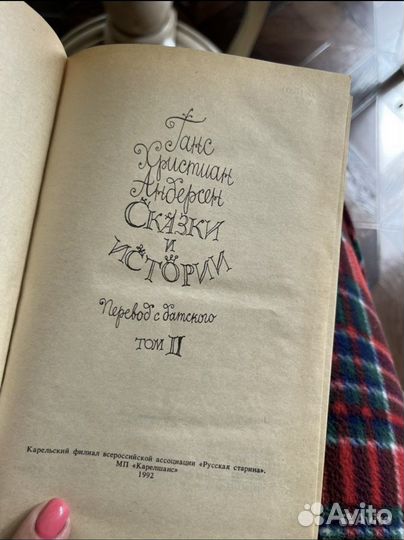 Ганс
Христиан
Андерсен
Сказки
и
истории
Перевод с датского
том II
Карельский филиал всероссийской ассоциации «Русская старина».
МП «Карелшанс»
1992
Avito